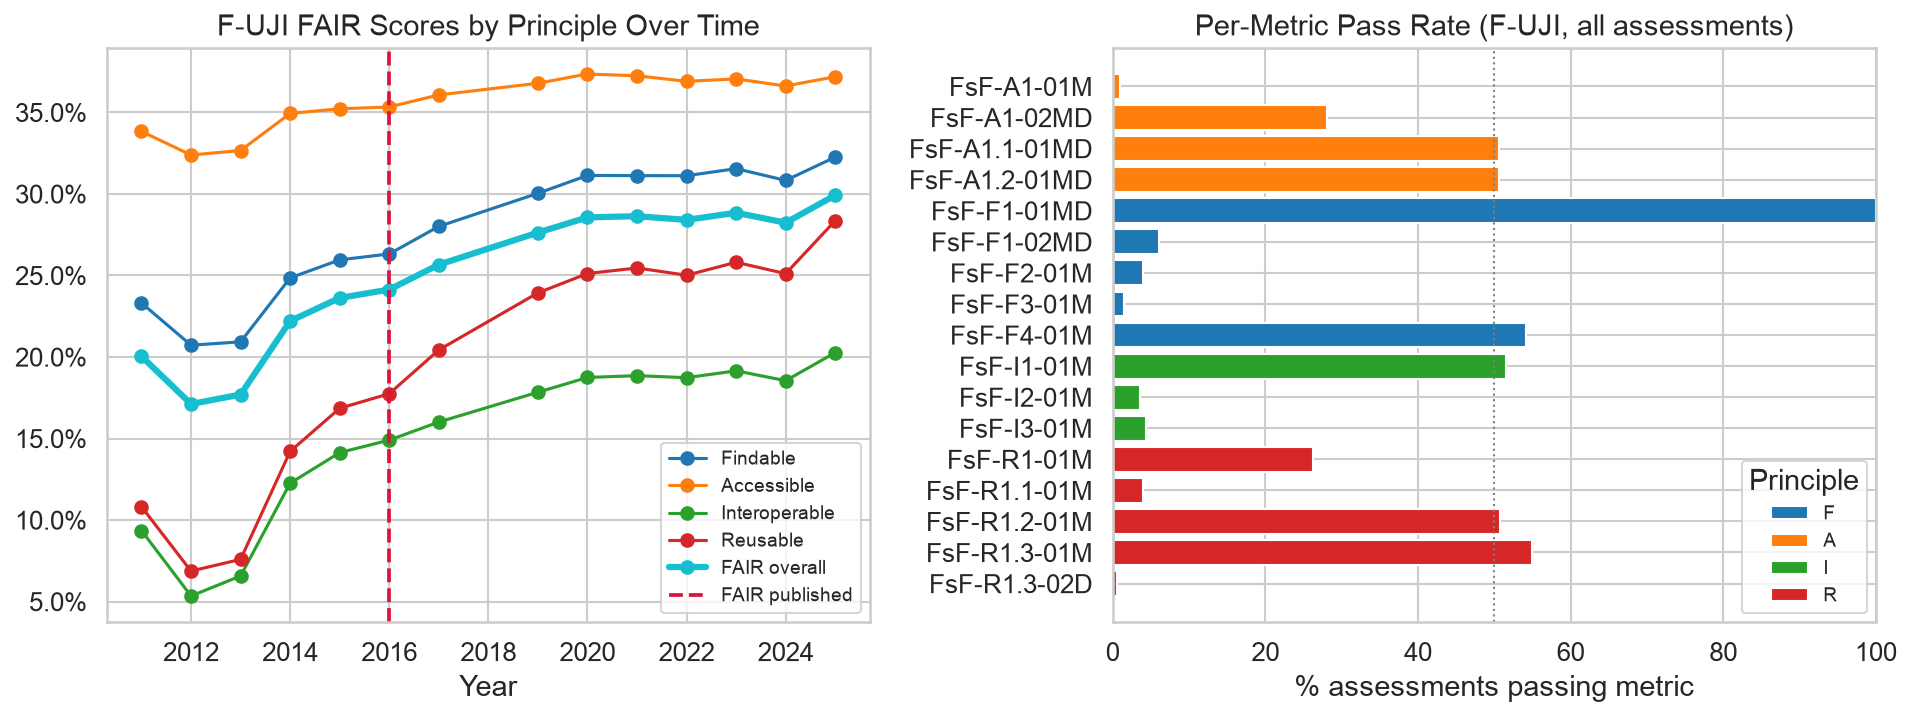 F-UJI FAIR Scores by Principle Over Time
35.0%
30.0%
25.0%
20.0%
15.0%
10.0%
5.0%
2012 2014 2016 2018 2020 2022 2024
Year
Findable
Accessible
Interoperable
Reusable
FAIR overall
FAIR published
Per-Metric Pass Rate (F-UJI, all assessments)
FsF-A1-01M
FsF-A1-02MD
FsF-A1.1-01MD
FsF-A1.2-01MD
FsF-F1-01MD
FsF-F1-02MD
FsF-F2-01M
FsF-F3-01M
FsF-F4-01M
FsF-I1-01M
FsF-I2-01M
FsF-I3-01M
FsF-R1-01M
FsF-R1.1-01M
FsF-R1.2-01M
FsF-R1.3-01M
FsF-R1.3-02D
0 20 40 60 80 100
% assessments passing metric
Principle
F
A
I
R